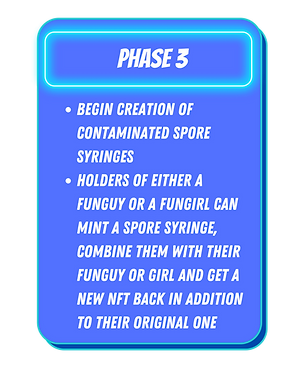 PHASE 3
• BEGIN CREATION OF
CONTAMINATED SPORE
SYRINGES
• HOLDERS OF EITHER A
FUNGUY OR A FUNGIRL CAN
MINT A SPORE SYRINGE,
COMBINE THEM WITH THEIR
FUNGUY OR GIRL AND GET A
NEW NFT BACK IN ADDITION
TO THEIR ORIGINAL ONE